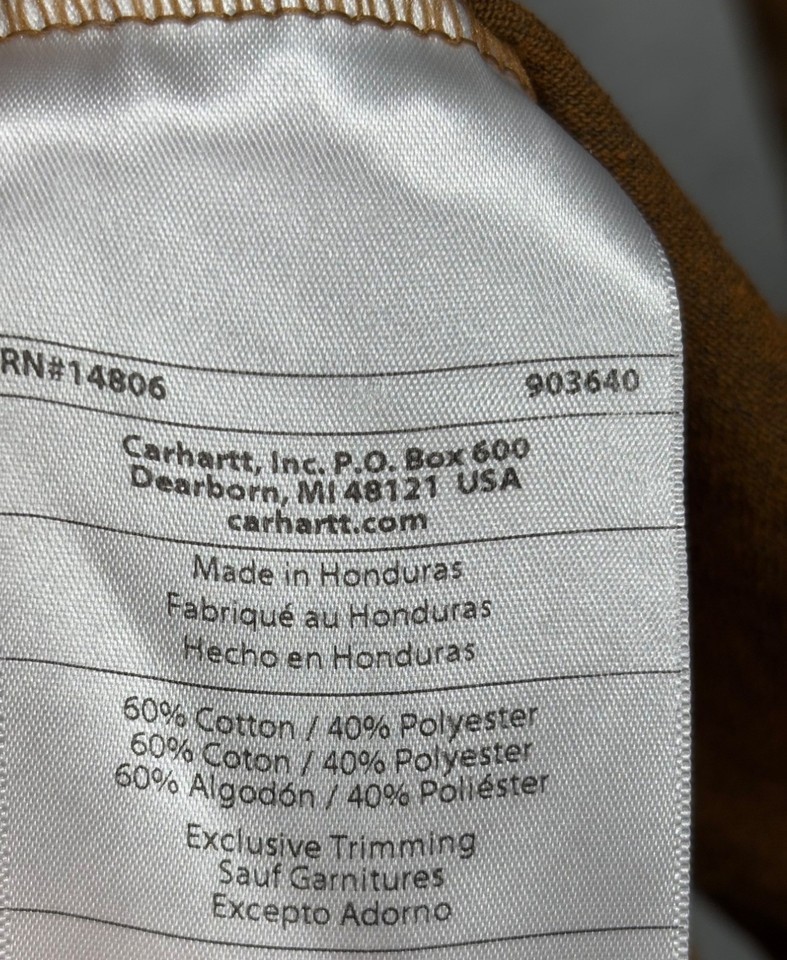 RN#14806 903640
Carhartt, Inc. P.O. Box 600
Dearborn, MI 48121 USA
carhartt.com
Made in Honduras
Fabriqué au Honduras
Hecho en Honduras
60% Cotton / 40% Polyester
60% Coton / 40% Polyester
60% Algodón / 40% Poliéster
Exclusive Trimming
Sauf Garnitures
Excepto Adorno